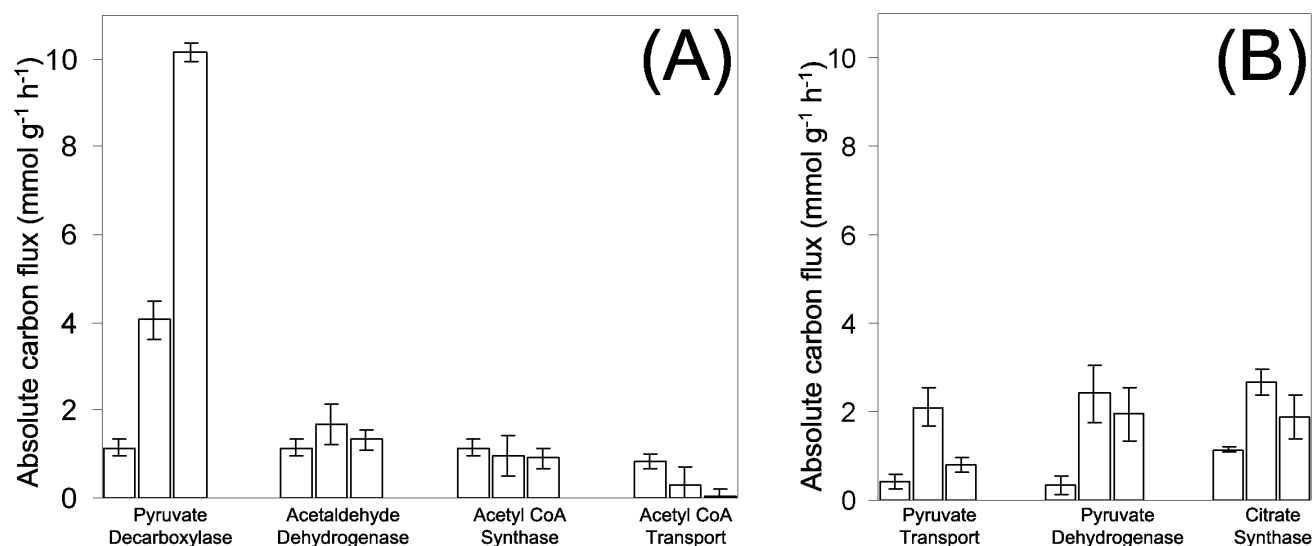 (A)
Absolute carbon flux (mmol g-1 h-1)
10
8
6
4
2
0
Pyruvate
Decarboxylase
Acetaldehyde
Dehydrogenase
Acetyl CoA
Synthase
Acetyl CoA
Transport
(B)
Absolute carbon flux (mmol g-1 h-1)
10
8
6
4
2
0
Pyruvate
Transport
Pyruvate
Dehydrogenase
Citrate
Synthase